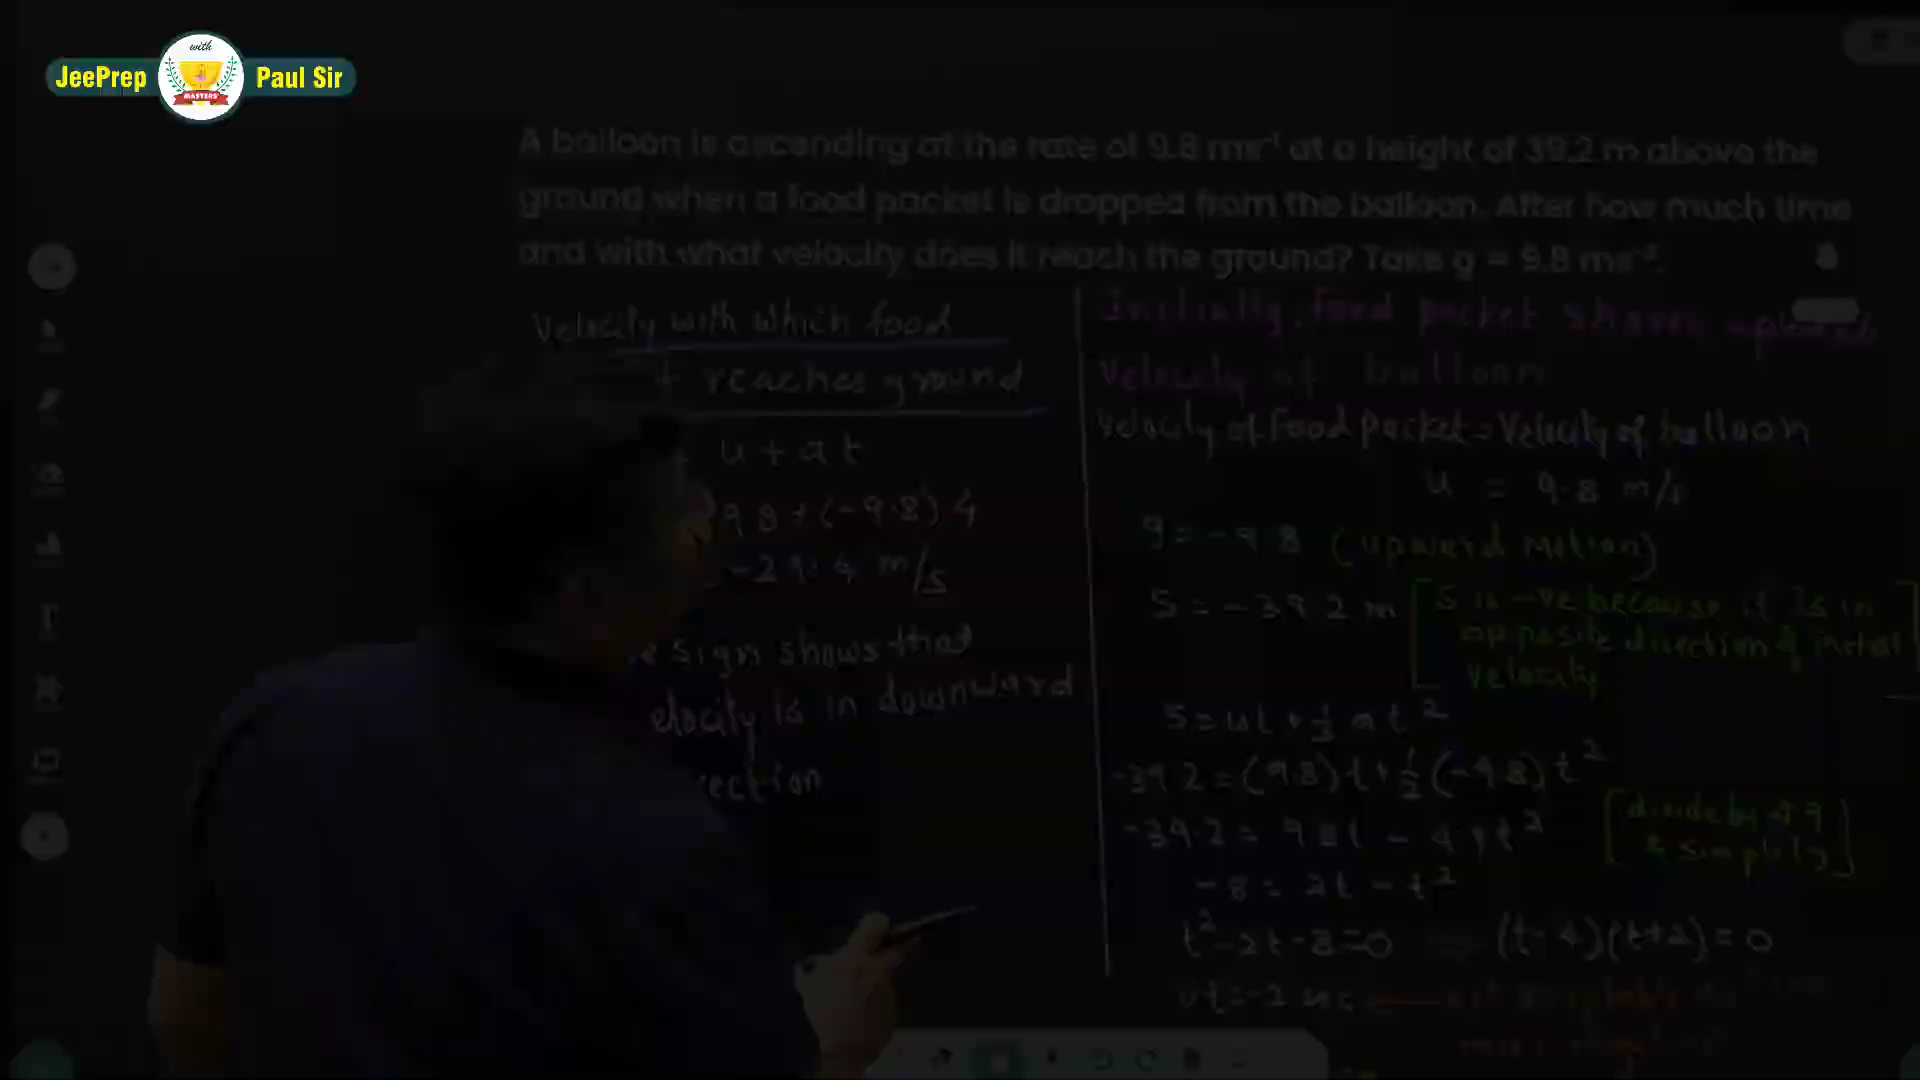 JeePrep with MASTERS Paul Sir
A balloon is ascending at the rate of 9.8 ms⁻¹ at a height of 39.2 m above the
ground when a food packet is dropped from the balloon. After how much time
and with what velocity does it reach the ground? Take g = 9.8 ms⁻².
Velocity with which food
reaches ground
u + at
9.8 + (-9.8) 4
-29.4 m/s
sign shows that
elocity is in downward
rection
Initially, food packet shares upward
Velocity of balloon
Velocity of Food Packet = Velocity of balloon
u = 9.8 m/s
g = -9.8 (upward motion)
S = -39.2 m [S is -ve because it is in
opposite direction of initial
velocity]
S = ut + ½ at²
-39.2 = (9.8)t + ½ (-9.8)t²
-39.2 = 9.8t - 4.9t² [divide by 4.9
& simplify]
-8 = 2t - t²
t² - 2t - 8 = 0 (t-4)(t+2) = 0
t = -2 sec